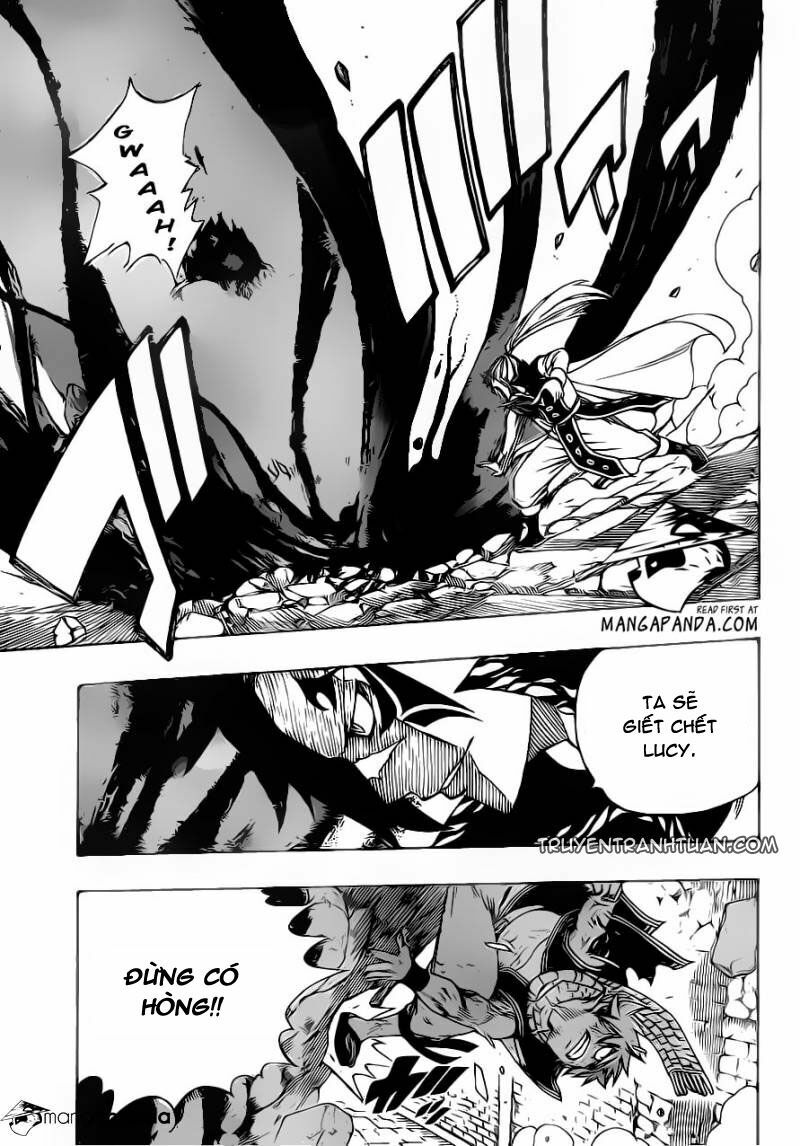 GWAAAH!
READ FIRST AT
MANGAPANDA.COM
TA SẼ
GIẾT CHẾT
LUCY.
TRUYENTRANHTUAN.COM
ĐỪNG CÓ
HÒNG!!